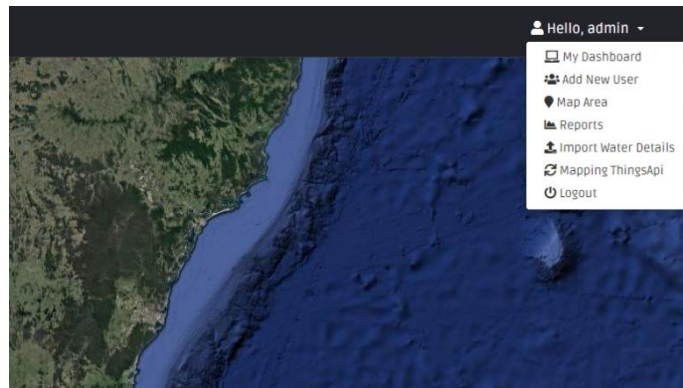 Hello, admin
My Dashboard
Add New User
Map Area
Reports
Import Water Details
Mapping ThingsApi
Logout